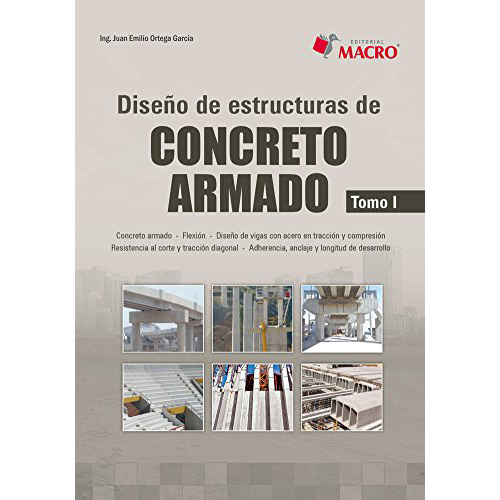 Ing. Juan Emilio Ortega García
EDITORIAL
MACRO®
Diseño de estructuras de
CONCRETO
ARMADO
Tomo I
Concreto armado - Flexión - Diseño de vigas con acero en tracción y compresión
Resistencia al corte y tracción diagonal - Adherencia, anclaje y longitud de desarrollo